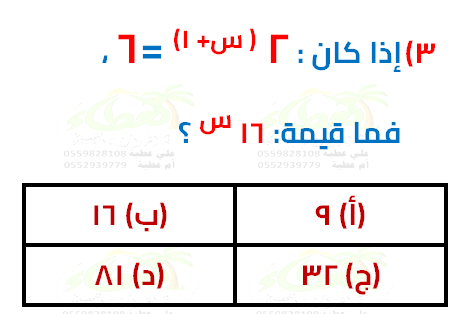 ٣) إذا كان : ٢ (س+ ١) = ٦ ،
علي عطيه 0559828108 علي عطيه 0559828108
أم عطيه 0552939779 أم عطيه 0552939779
فما قيمة: ١٦ س ؟
(أ) ٩ (ب) ١٦
(ج) ٣٢ (د) ٨١